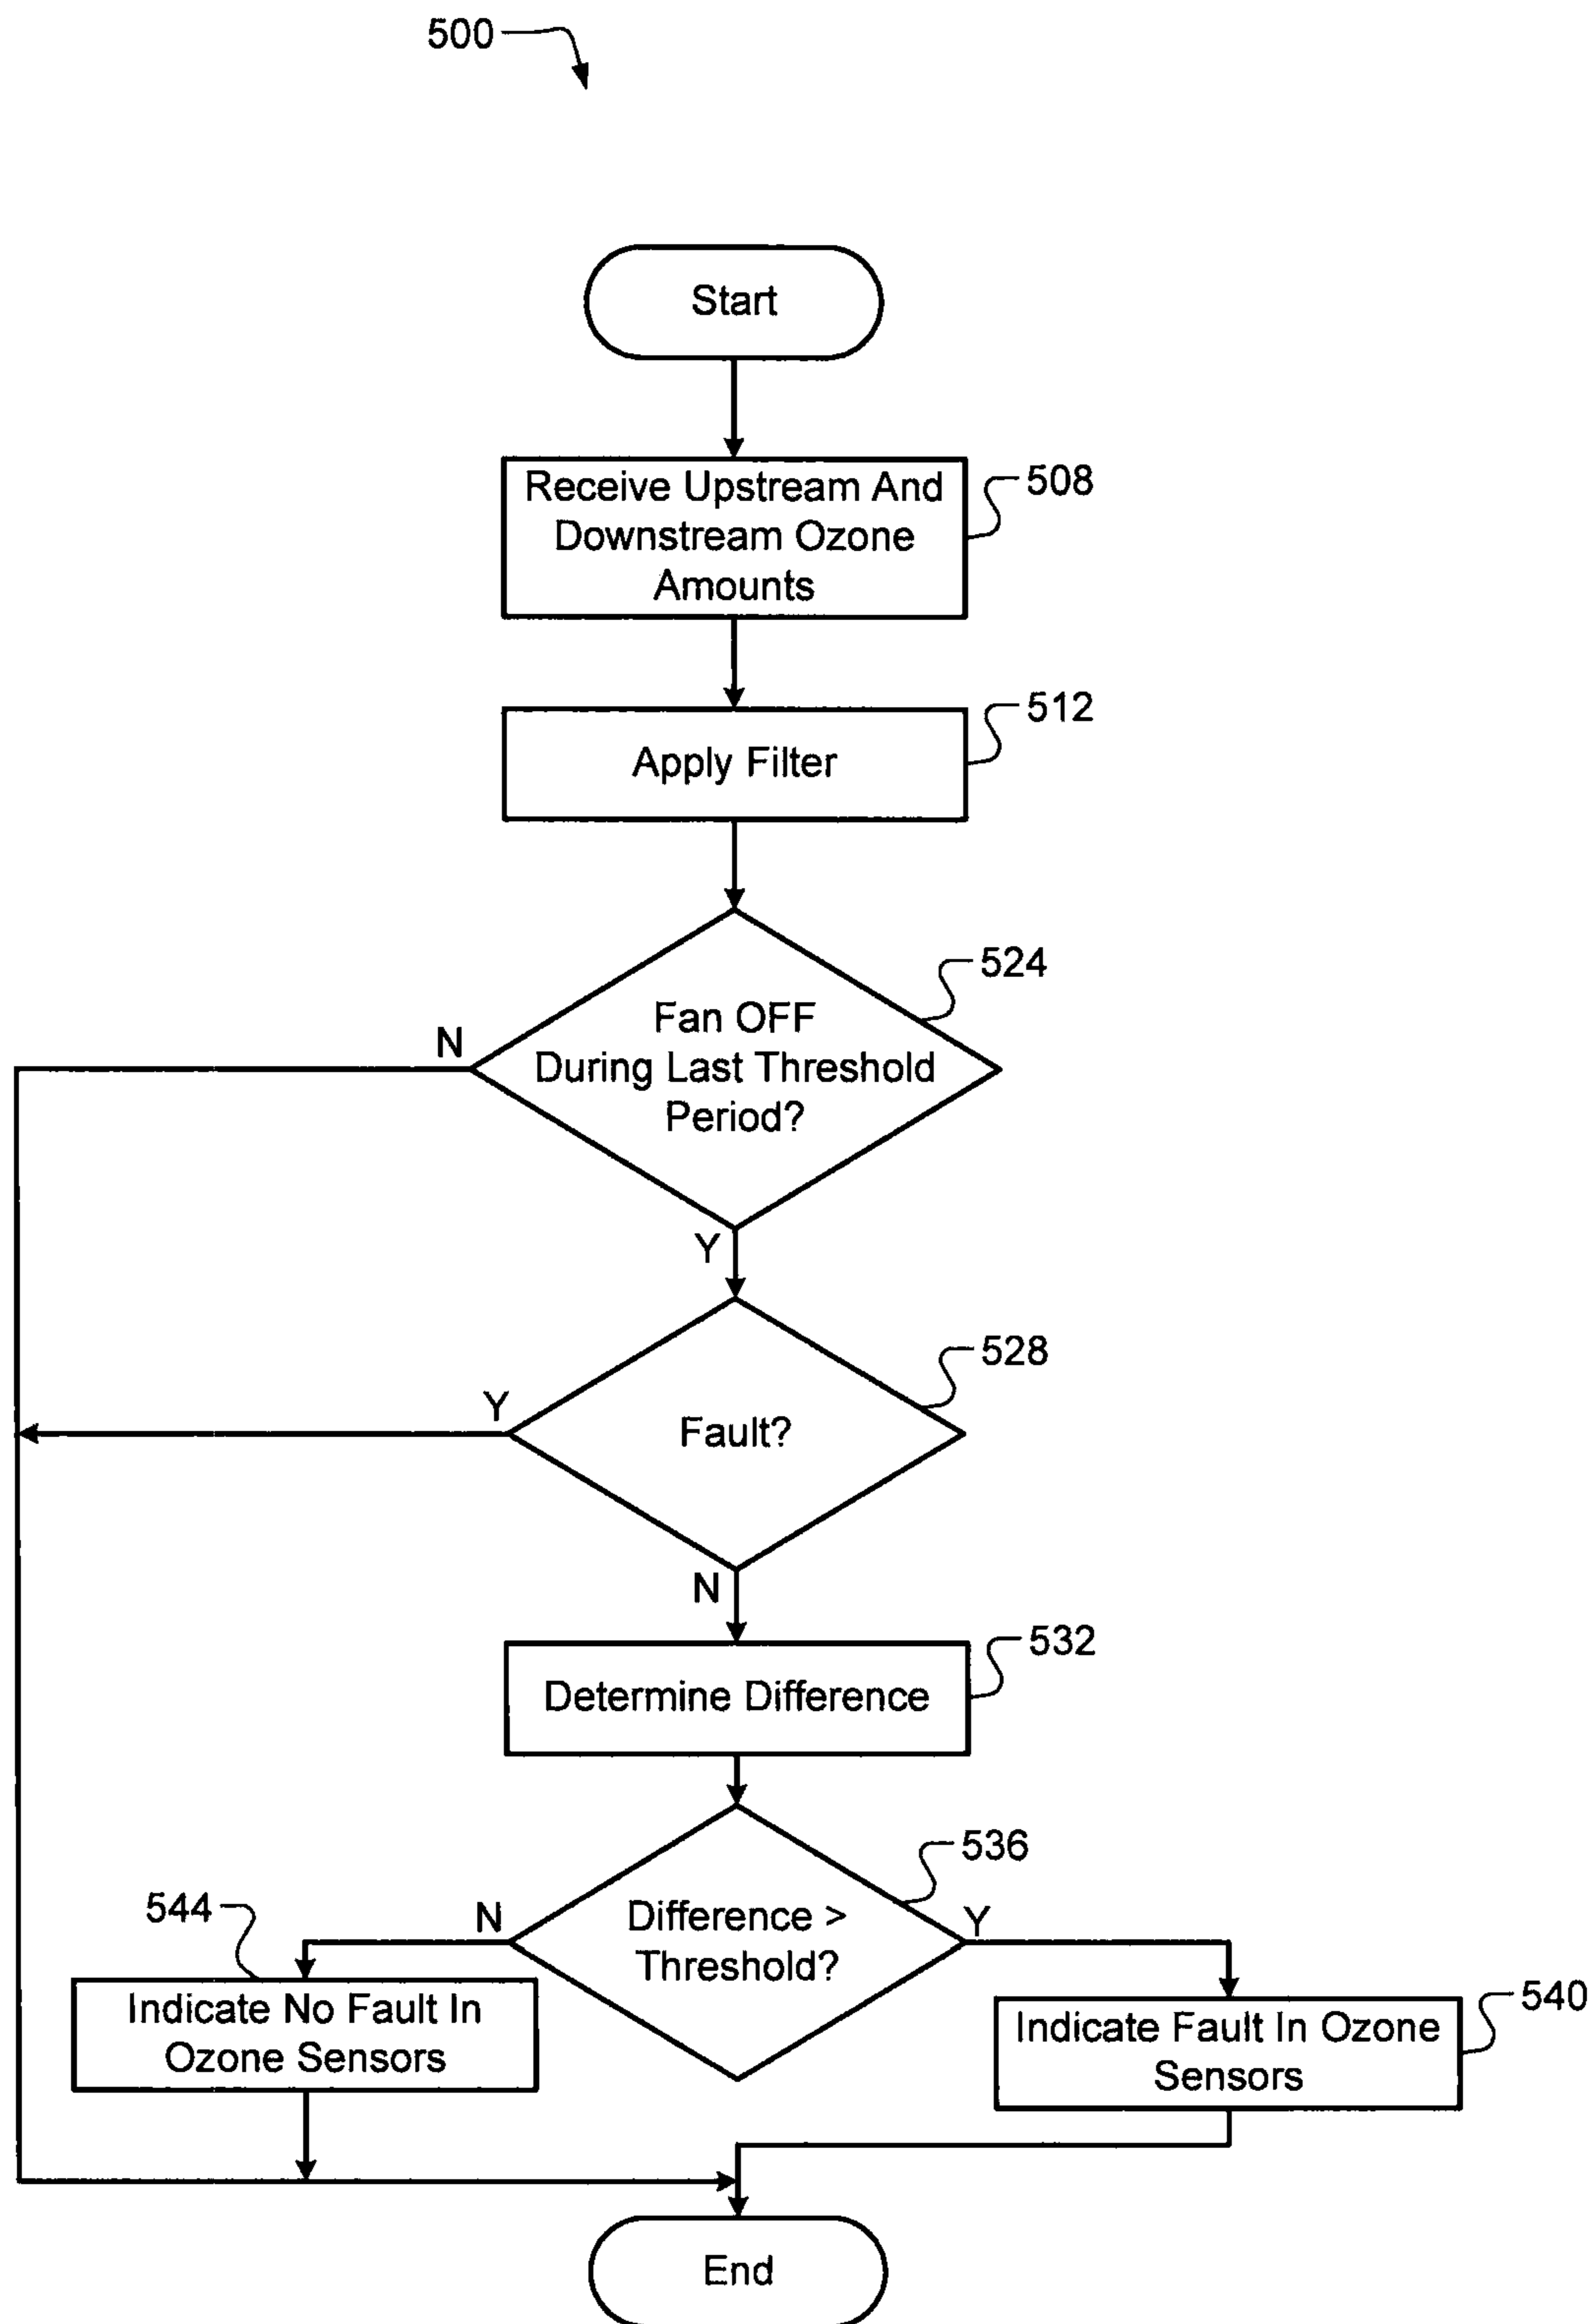 500
Start
Receive Upstream And
Downstream Ozone
Amounts
508
Apply Filter
512
524
Fan OFF
During Last Threshold
Period?
N
Y
528
Fault?
Y
N
532
Determine Difference
536
Difference >
Threshold?
N
Y
544
Indicate No Fault In
Ozone Sensors
540
Indicate Fault In Ozone
Sensors
End